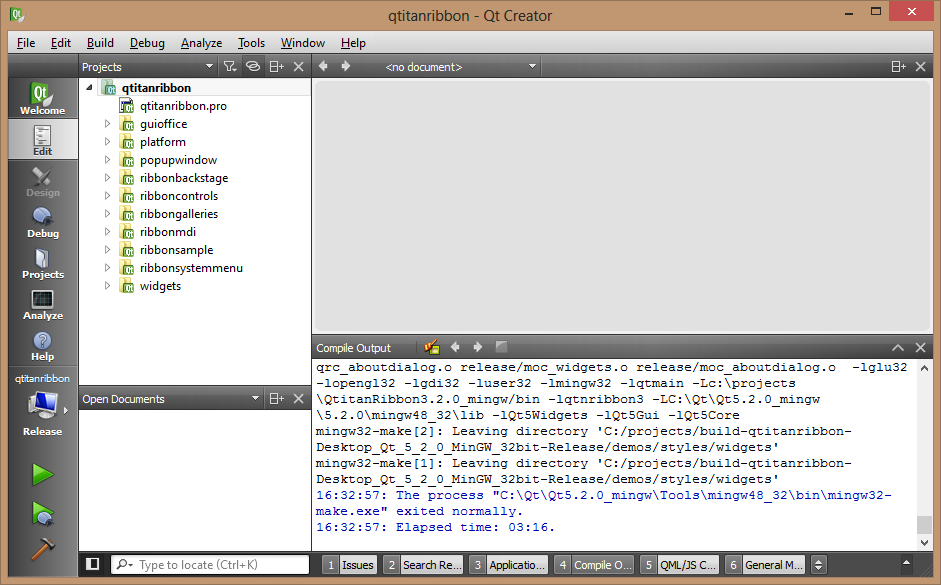 qtitanribbon - Qt Creator
File Edit Build Debug Analyze Tools Window Help
Projects
<no document>
Welcome
Edit
Design
Debug
Projects
Analyze
Help
qtitanribbon
Release
qtitanribbon
qtitanribbon.pro
guioffice
platform
popupwindow
ribbonbackstage
ribboncontrols
ribbongalleries
ribbonmdi
ribbonsample
ribbonsystemmenu
widgets
Open Documents
Compile Output
qrc_aboutdialog.o release/moc_widgets.o release/moc_aboutdialog.o -lglu32
-lopengl32 -lgdi32 -luser32 -lmingw32 -lqtmain -Lc:\projects
\QtitanRibbon3.2.0_mingw/bin -lqtnribbon3 -LC:\Qt\Qt5.2.0_mingw
\5.2.0\mingw48_32\lib -lQt5Widgets -lQt5Gui -lQt5Core
mingw32-make[2]: Leaving directory 'C:/projects/build-qtitanribbon-
Desktop_Qt_5_2_0_MinGW_32bit-Release/demos/styles/widgets'
mingw32-make[1]: Leaving directory 'C:/projects/build-qtitanribbon-
Desktop_Qt_5_2_0_MinGW_32bit-Release/demos/styles/widgets'
16:32:57: The process "C:\Qt\Qt5.2.0_mingw\Tools\mingw48_32\bin\mingw32-
make.exe" exited normally.
16:32:57: Elapsed time: 03:16.
Type to locate (Ctrl+K)
1 Issues
2 Search Re...
3 Applicatio...
4 Compile O...
5 QML/JS C...
6 General M...